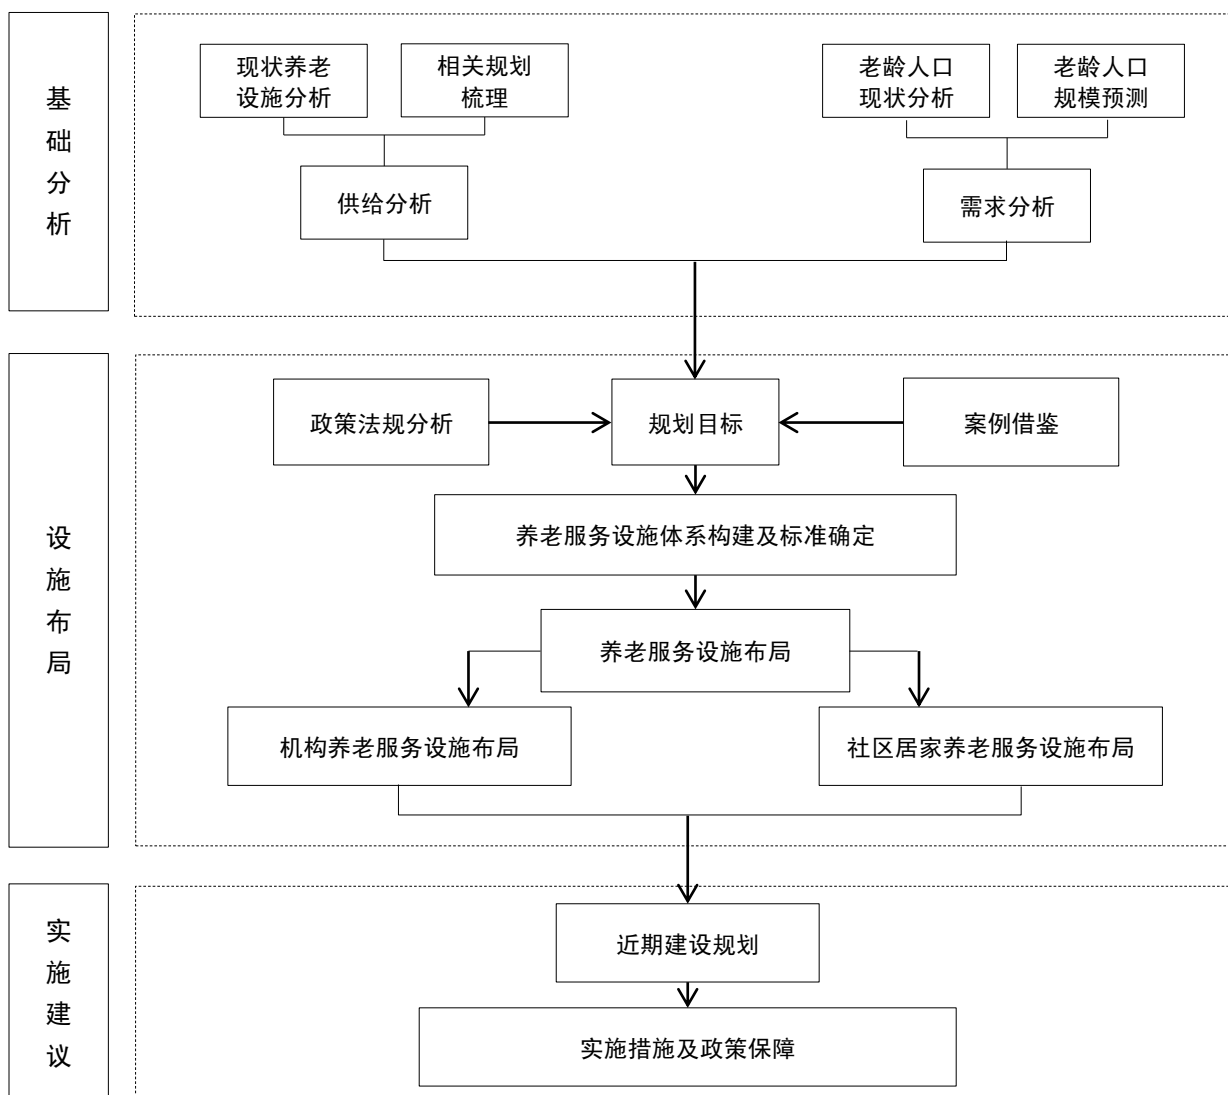 基础分析
现状养老
设施分析
相关规划
梳理
老龄人口
现状分析
老龄人口
规模预测
供给分析
需求分析
设施布局
政策法规分析
规划目标
案例借鉴
养老服务设施体系构建及标准确定
养老服务设施布局
机构养老服务设施布局
社区居家养老服务设施布局
实施建议
近期建设规划
实施措施及政策保障